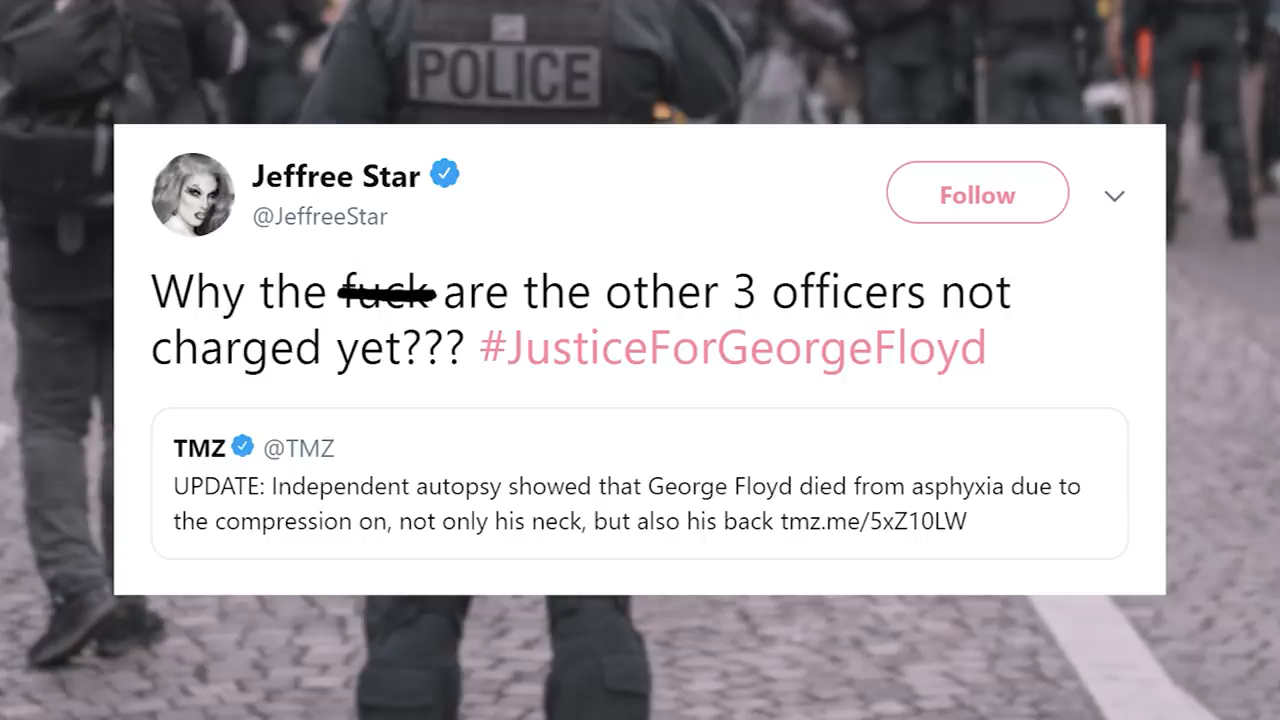 POLICE
Jeffree Star
@JeffreeStar
Follow
Why the fuck are the other 3 officers not
charged yet??? #JusticeForGeorgeFloyd
TMZ @TMZ
UPDATE: Independent autopsy showed that George Floyd died from asphyxia due to
the compression on, not only his neck, but also his back tmz.me/5xZ10LW